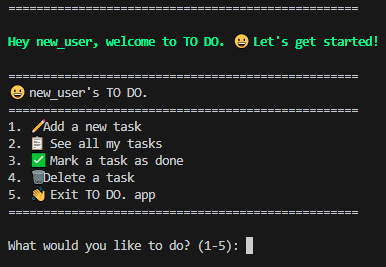 ==================================================
Hey new_user, welcome to TO DO. 😀 Let's get started!
==================================================
😀 new_user's TO DO.
==================================================
1. 🖍️Add a new task
2. 📋 See all my tasks
3. ✅ Mark a task as done
4. 🗑️Delete a task
5. 👋 Exit TO DO. app
==================================================
What would you like to do? (1-5):